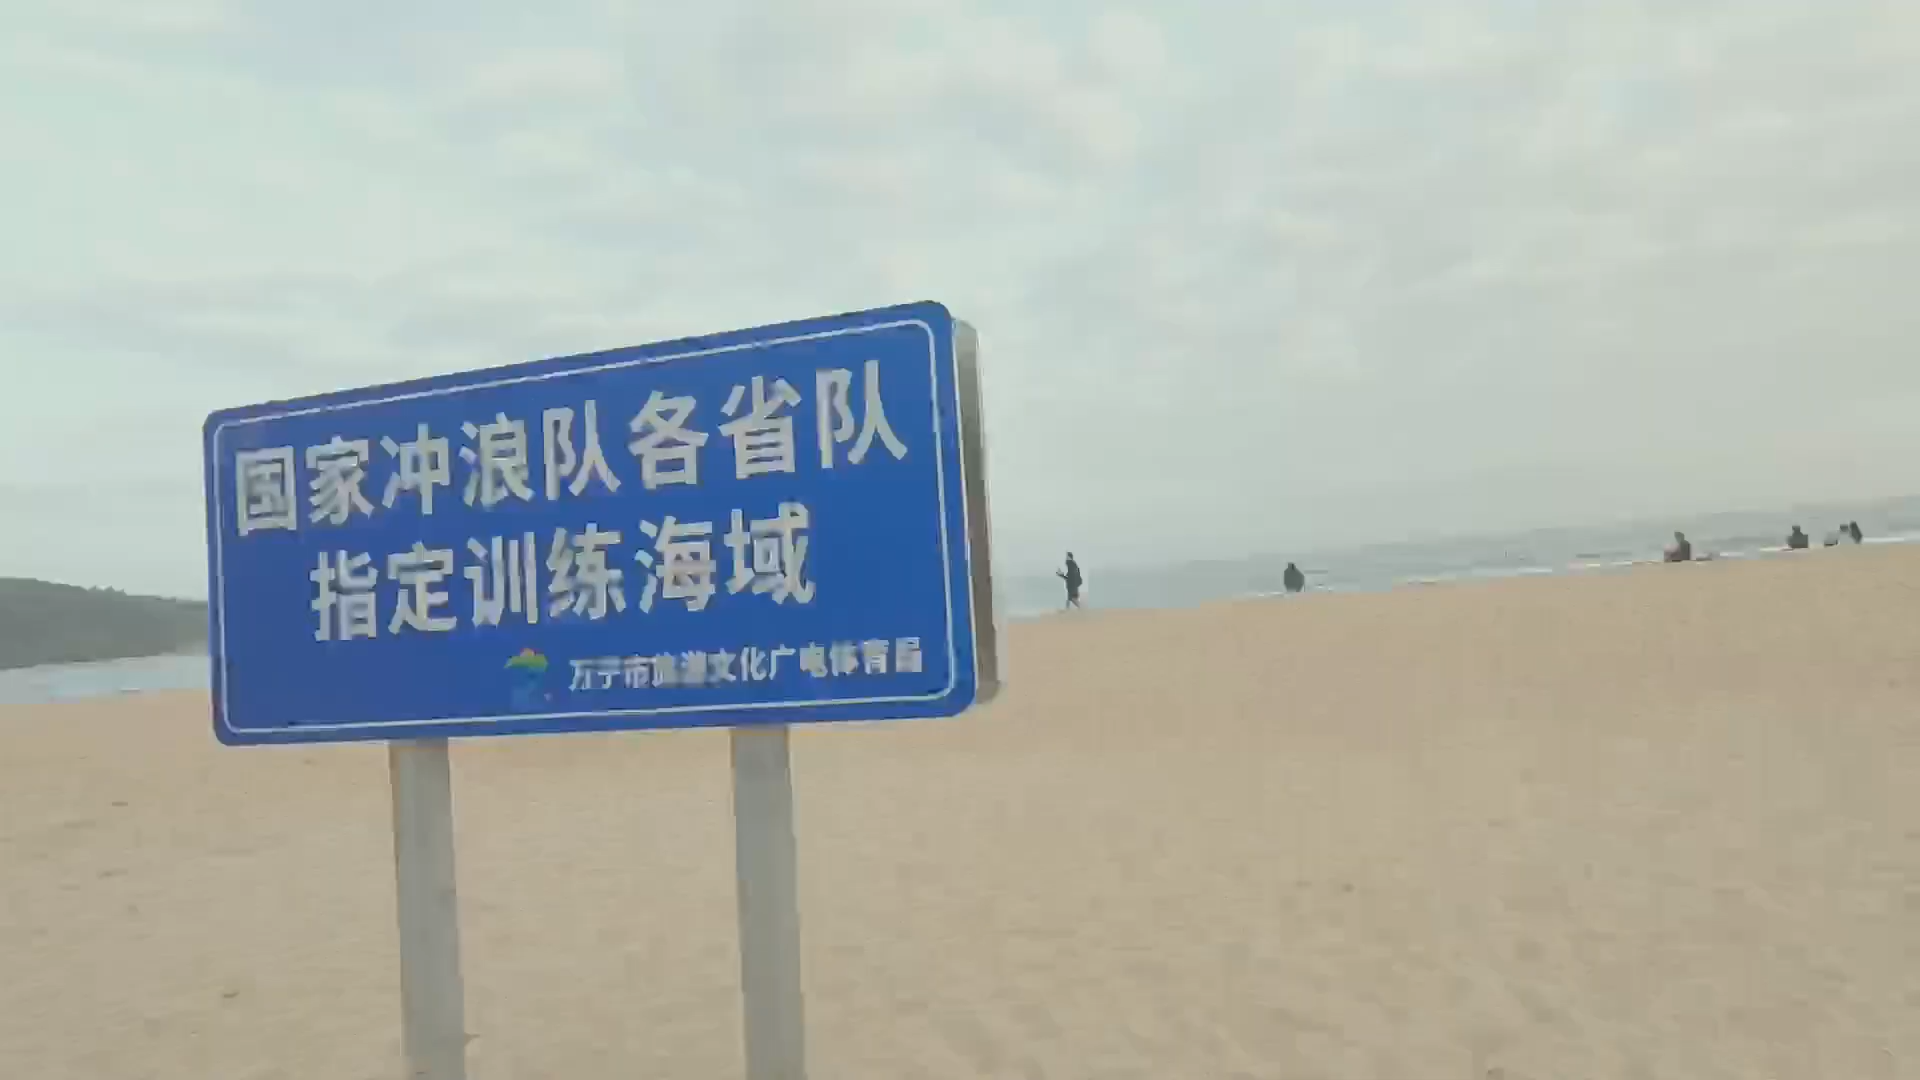 国家冲浪队各省队
指定训练海域
万宁市旅游文化广电体育局